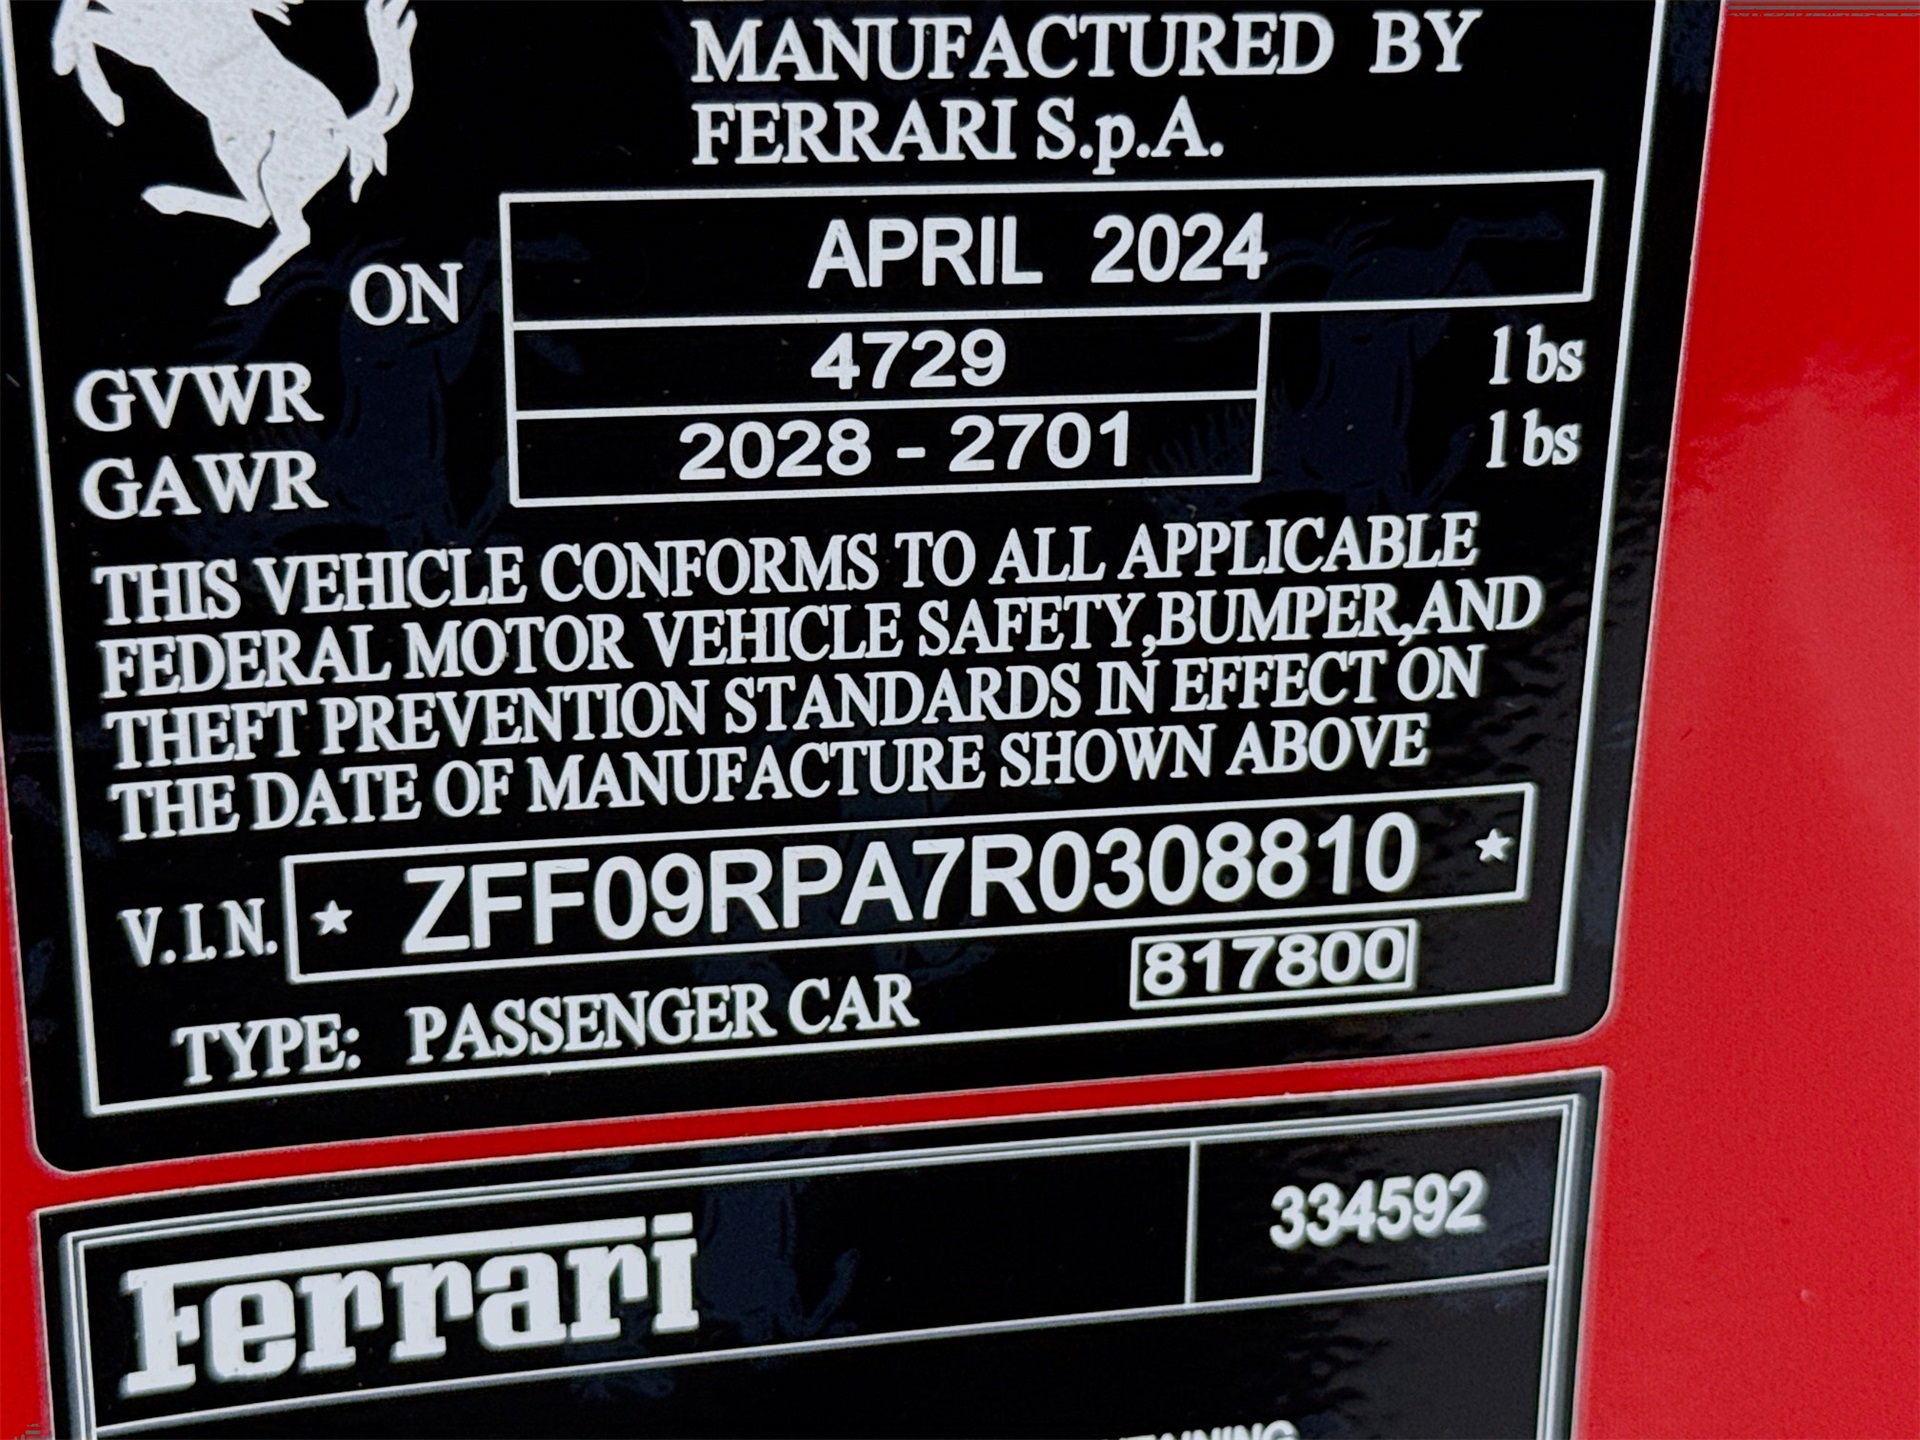 MANUFACTURED BY
FERRARI S.p.A.
ON APRIL 2024
GVWR 4729 lbs
GAWR 2028 - 2701 lbs
THIS VEHICLE CONFORMS TO ALL APPLICABLE
FEDERAL MOTOR VEHICLE SAFETY,BUMPER,AND
THEFT PREVENTION STANDARDS IN EFFECT ON
THE DATE OF MANUFACTURE SHOWN ABOVE
V.I.N. ★ ZFF09RPA7R0308810 ★
TYPE: PASSENGER CAR 817800
Ferrari 334592